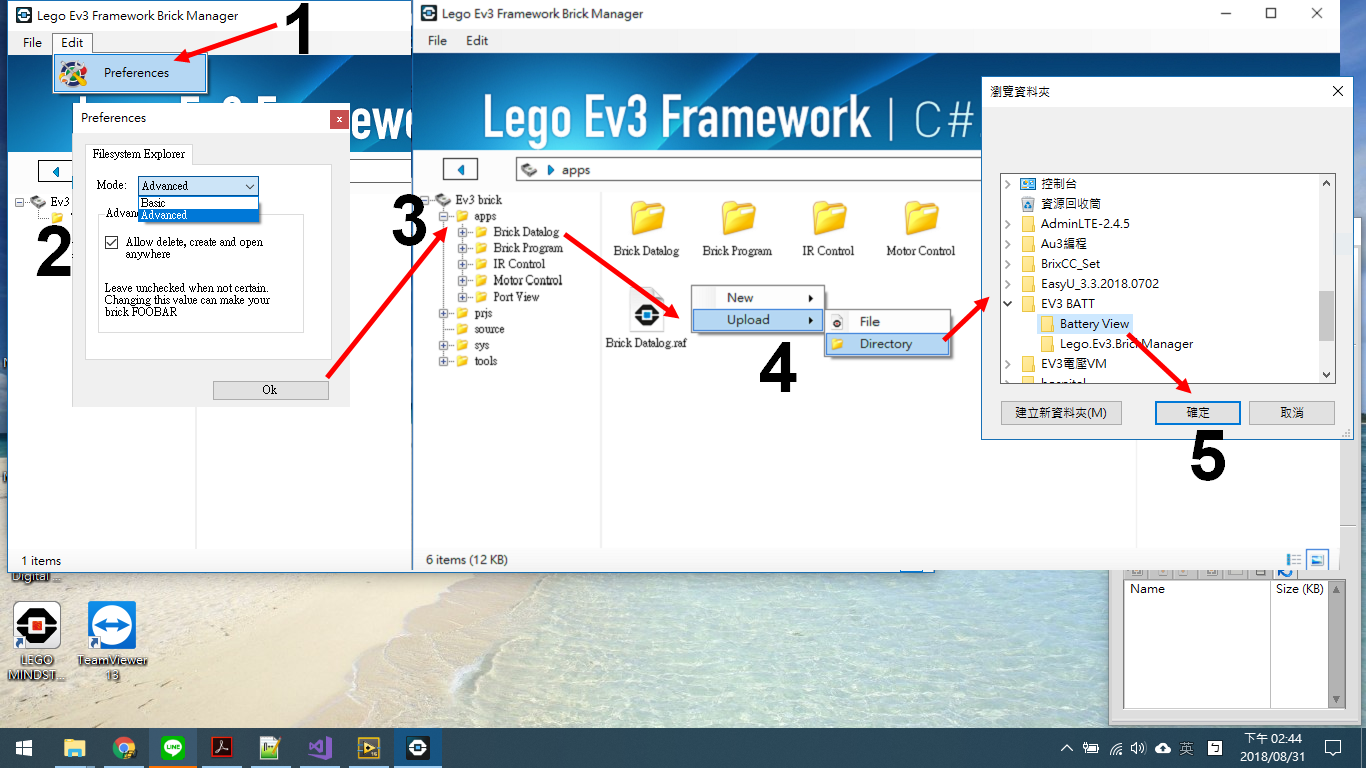 Lego Ev3 Framework Brick Manager
File Edit
1
Preferences
Preferences
x
Filesystem Explorer
Mode: Advanced
Basic
Advanced
Allow delete, create and open
anywhere
Leave unchecked when not certain.
Changing this value can make your
brick FOOBAR
Ok
2
Ev3
1 items
Lego Ev3 Framework Brick Manager
File Edit
Lego Ev3 Framework | C#
apps
3
Ev3 brick
apps
Brick Datalog
Brick Program
IR Control
Motor Control
Port View
prjs
source
sys
tools
Brick Datalog
Brick Program
IR Control
Motor Control
Brick Datalog.raf
New
Upload
File
Directory
4
6 items (12 KB)
瀏覽資料夾
控制台
資源回收筒
AdminLTE-2.4.5
Au3編程
BrixCC_Set
EasyU_3.3.2018.0702
EV3 BATT
Battery View
Lego.Ev3.BrickManager
EV3電壓VM
hospital
建立新資料夾(M)
確定
取消
5
Name
Size (KB)
Digital ...
LEGO
MINDST...
TeamViewer
13
LINE
英
下午 02:44
2018/08/31